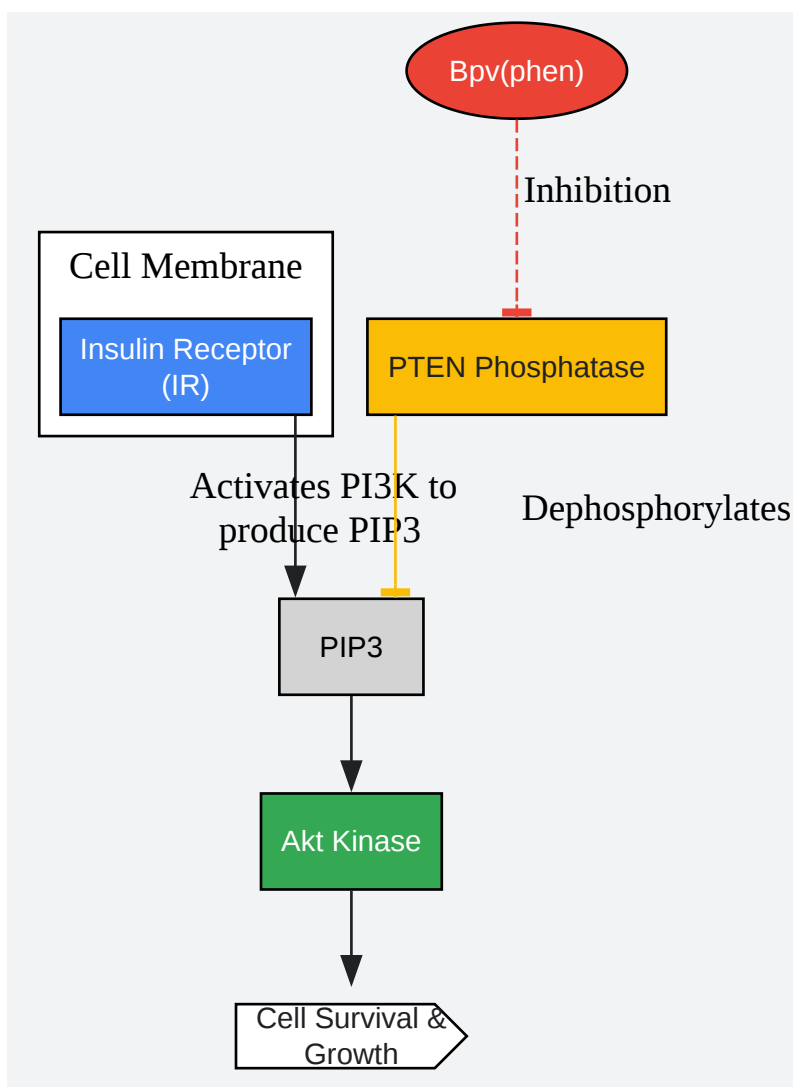 Bpv(phen)
Inhibition
Cell Membrane
Insulin Receptor
(IR)
PTEN Phosphatase
Activates PI3K to
produce PIP3
Dephosphorylates
PIP3
Akt Kinase
Cell Survival &
Growth